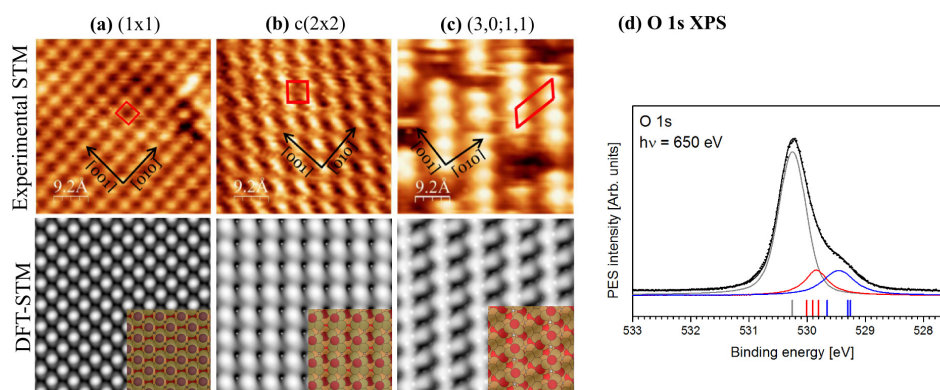 (a) (1x1)
(b) c(2x2)
(c) (3,0;1,1)
(d) O 1s XPS
Experimental STM
[001]
[010]
9.2Å
[001]
[010]
9.2Å
[001]
[010]
9.2Å
DFT-STM
O 1s
hν = 650 eV
PES intensity [Arb. units]
533 532 531 530 529 528
Binding energy [eV]